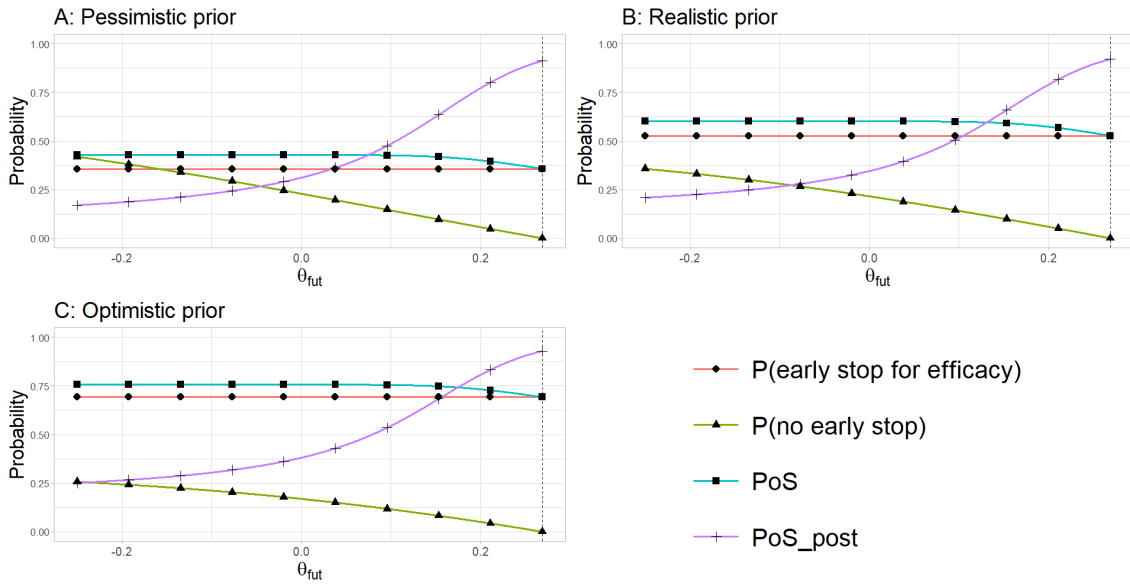 A: Pessimistic prior
1.00
0.75
0.50
0.25
0.00
Probability
-0.2
0.0
0.2
θfut
B: Realistic prior
1.00
0.75
0.50
0.25
0.00
Probability
-0.2
0.0
0.2
θfut
C: Optimistic prior
1.00
0.75
0.50
0.25
0.00
Probability
-0.2
0.0
0.2
θfut
P(early stop for efficacy)
P(no early stop)
PoS
PoS_post